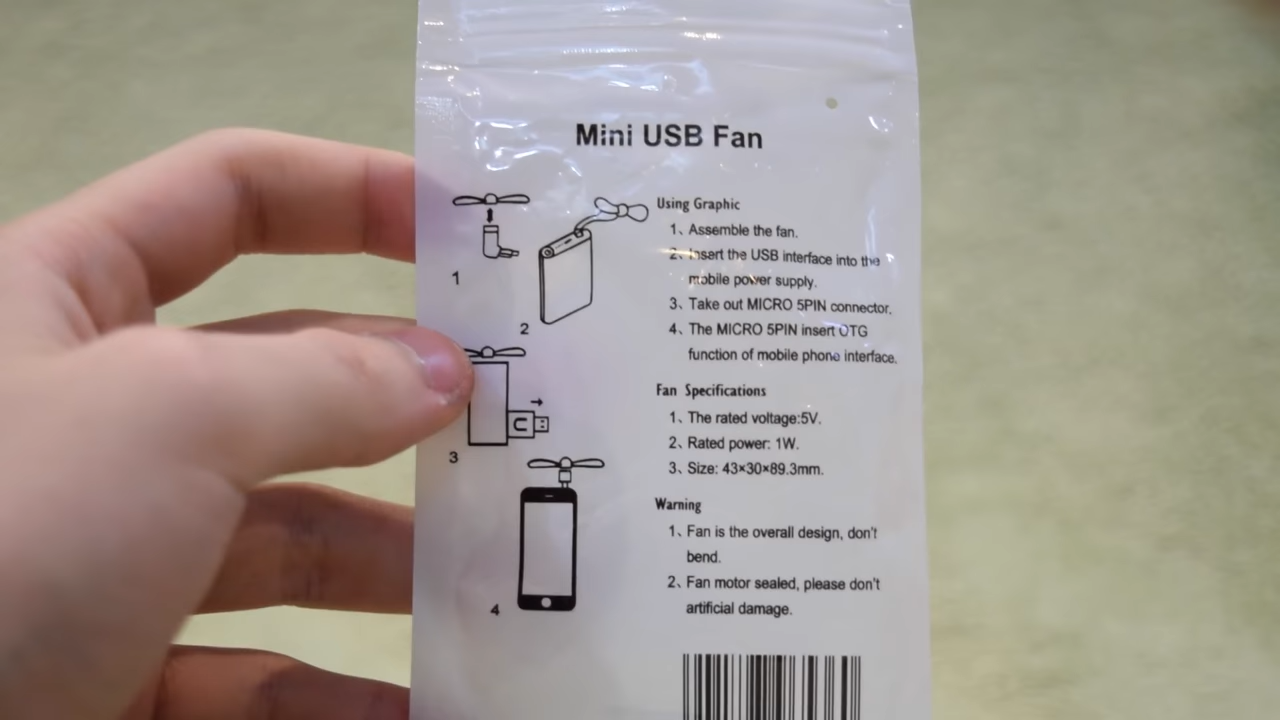 Mini USB Fan
1
2
3
4
Using Graphic
1、Assemble the fan.
2、Insert the USB interface into the
mobile power supply.
3、Take out MICRO 5PIN connector.
4、The MICRO 5PIN insert OTG
function of mobile phone interface.
Fan Specifications
1、The rated voltage:5V.
2、Rated power: 1W.
3、Size: 43×30×89.3mm.
Warning
1、Fan is the overall design, don't
bend.
2、Fan motor sealed, please don't
artificial damage.